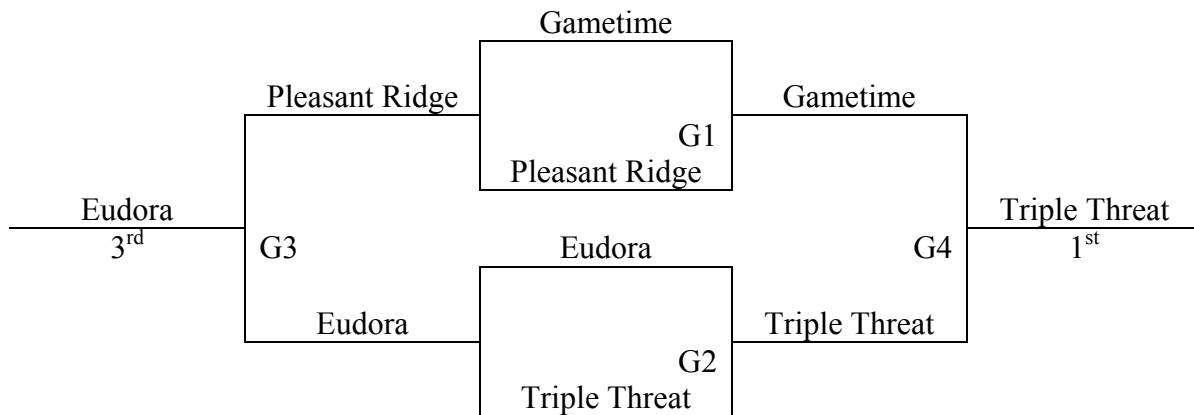 Gametime
Pleasant Ridge
Gametime
G1
Pleasant Ridge
Eudora
Triple Threat
3rd
G3
Eudora
G4
1st
Eudora
Triple Threat
G2
Triple Threat